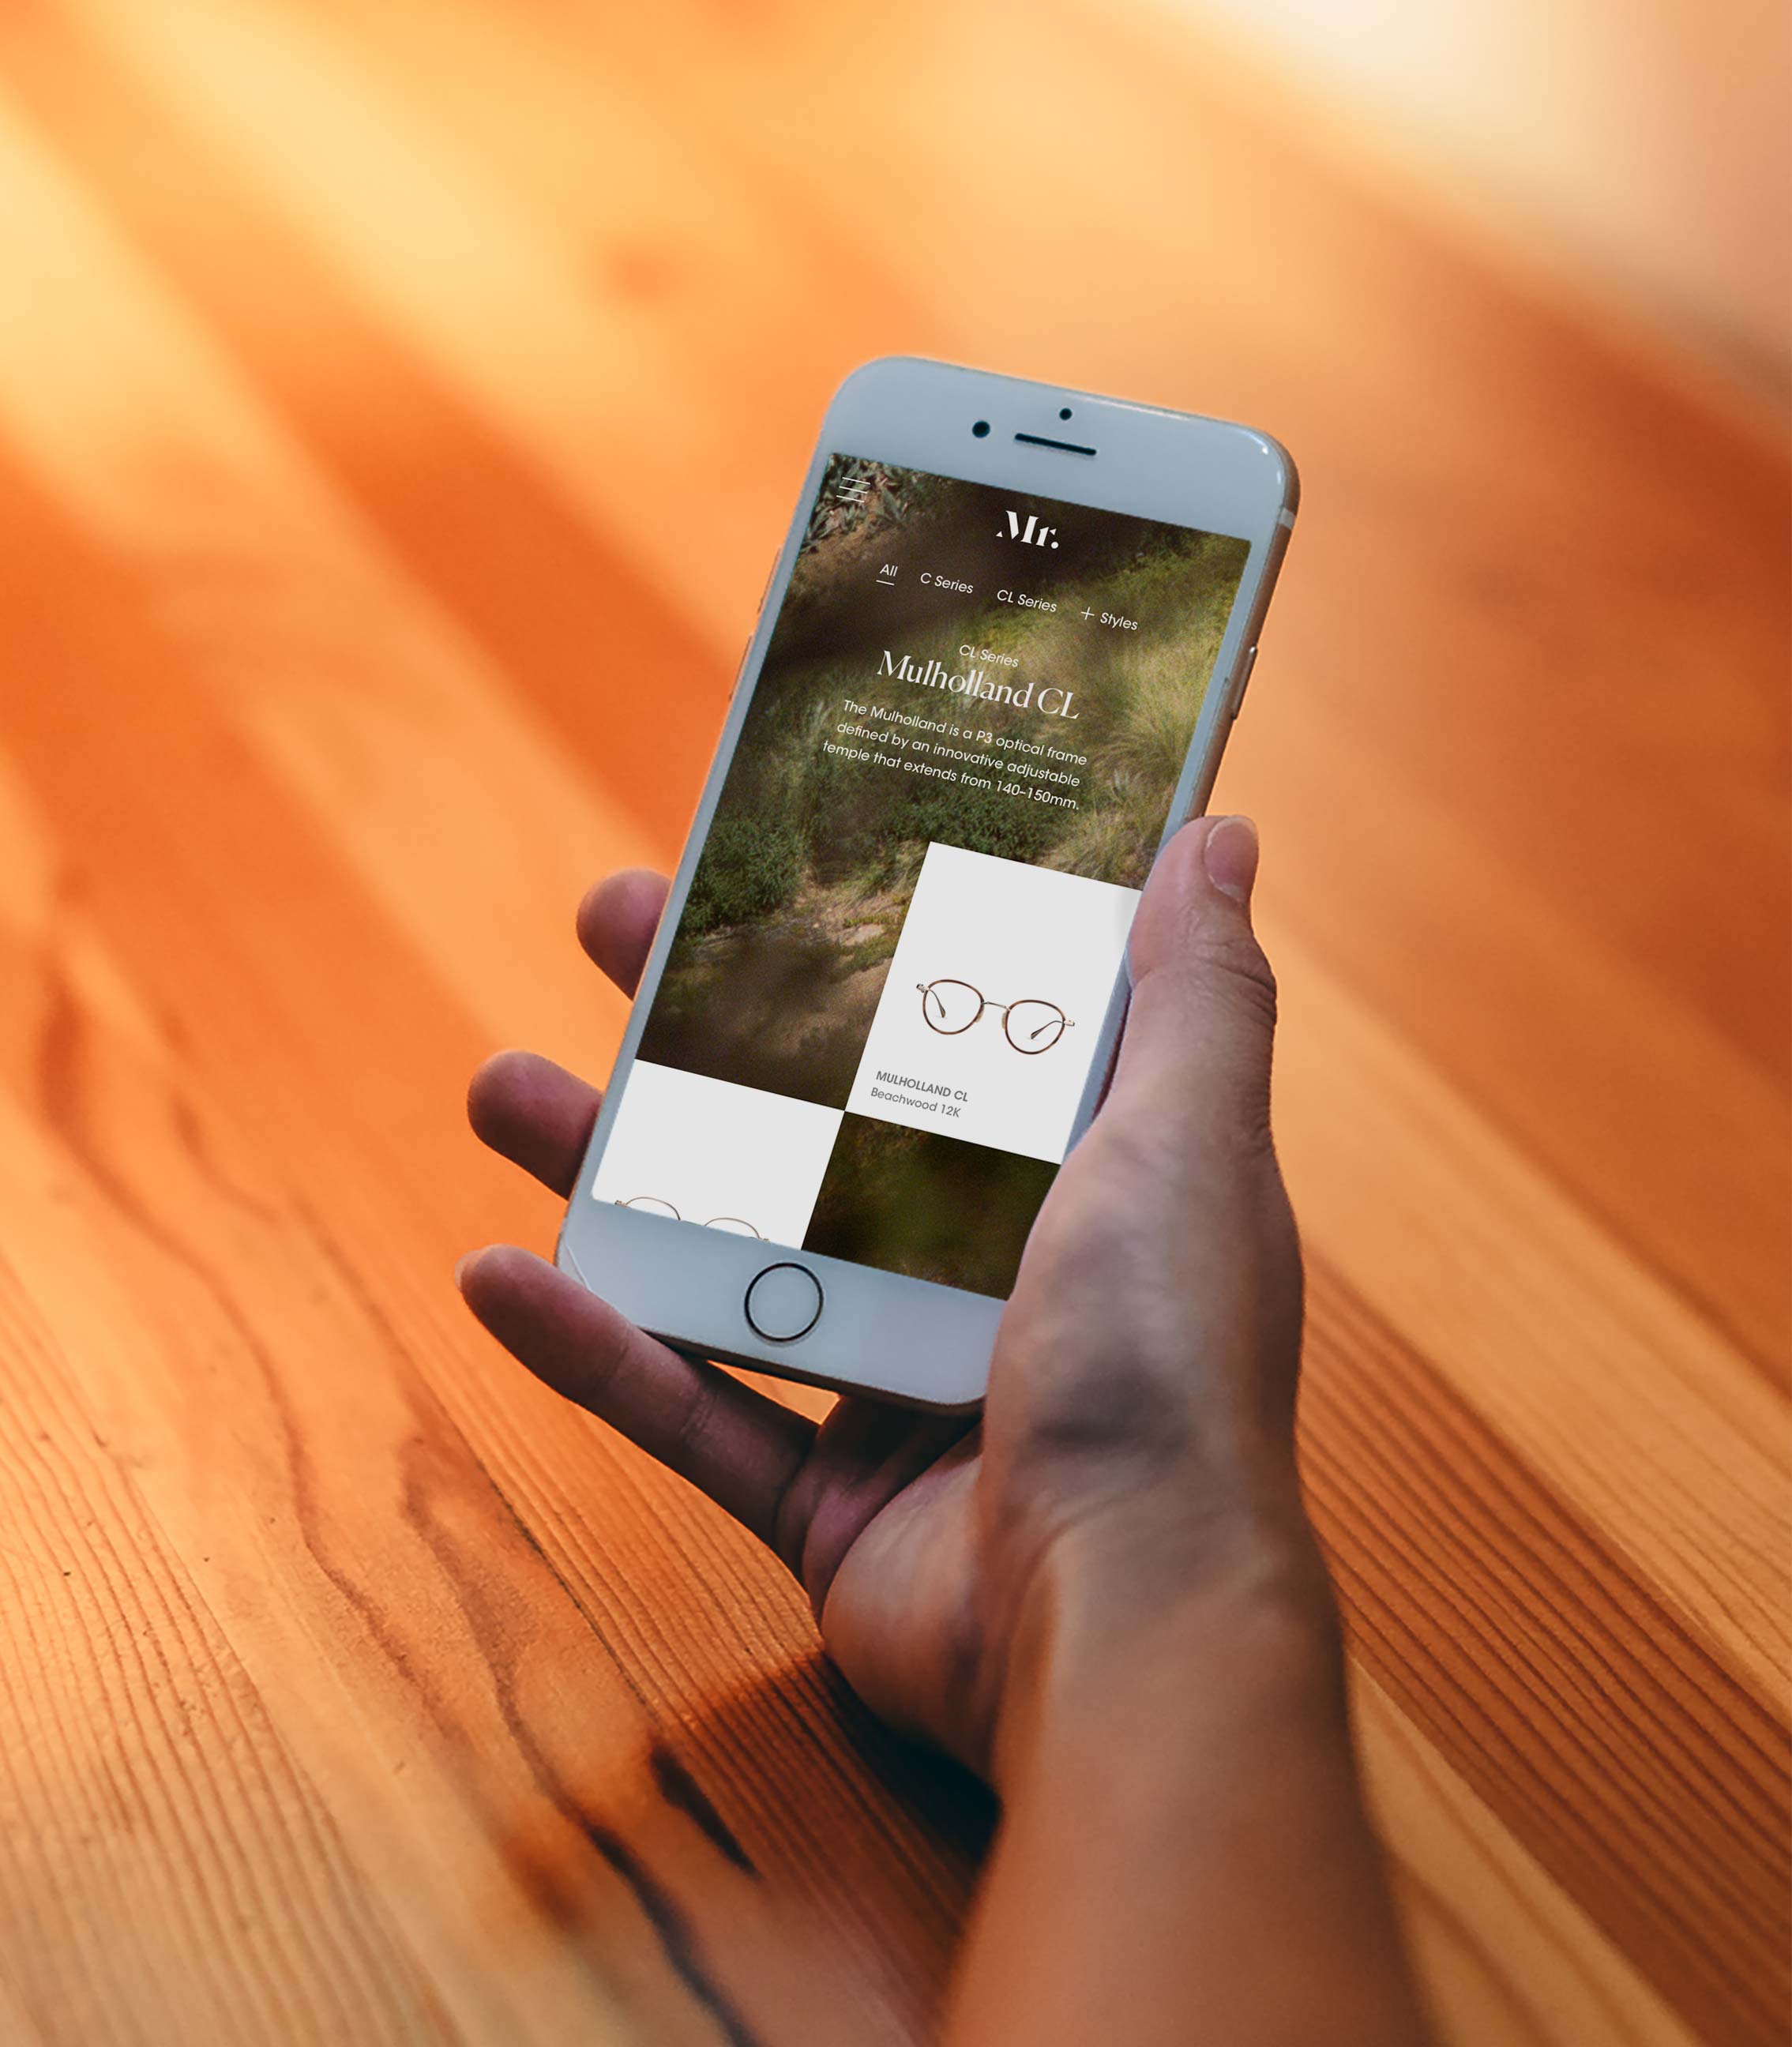 Mr.
All C Series CL Series + Styles
CL Series
Mulholland CL
The Mulholland is a P3 optical frame
defined by an innovative adjustable
temple that extends from 140–150mm.
MULHOLLAND CL
Beachwood 12K